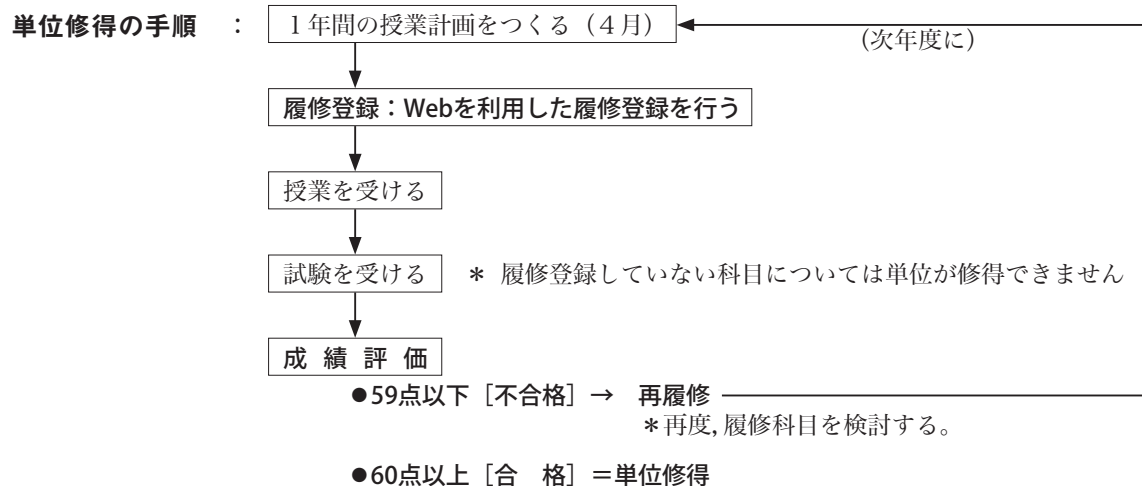 単位修得の手順 : 1年間の授業計画をつくる(4月)
(次年度に)
履修登録:Webを利用した履修登録を行う
授業を受ける
試験を受ける * 履修登録していない科目については単位が修得できません
成 績 評 価
●59点以下[不合格]→ 再履修
*再度,履修科目を検討する。
●60点以上[合 格]=単位修得